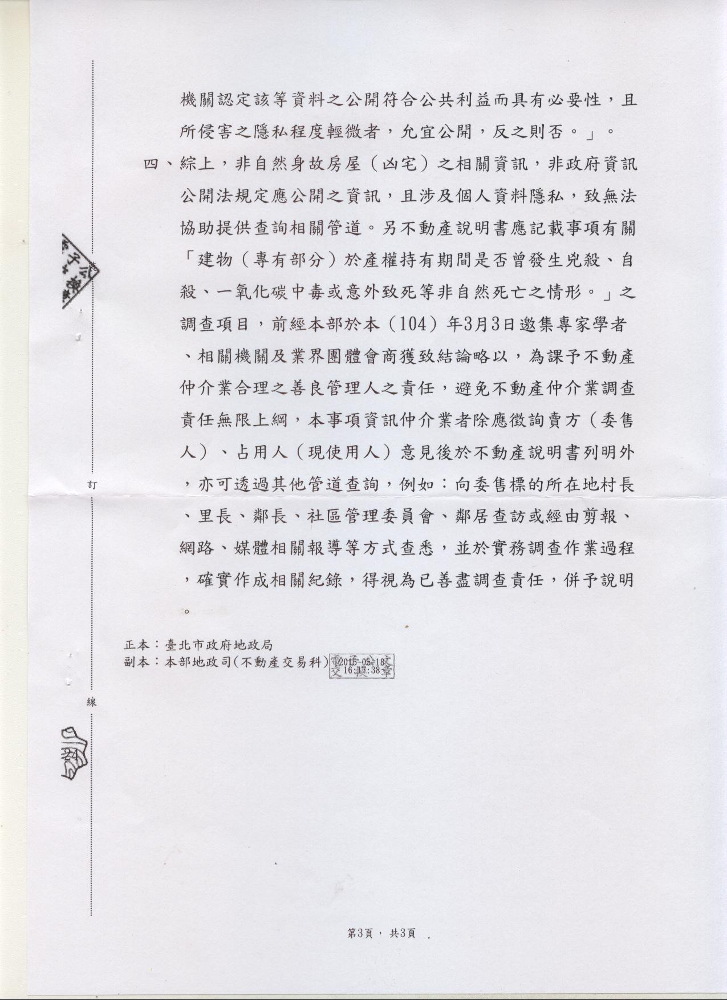 機關認定該等資料之公開符合公共利益而具有必要性，且
所侵害之隱私程度輕微者，允宜公開，反之則否。」。
四、綜上，非自然身故房屋（凶宅）之相關資訊，非政府資訊
公開法規定應公開之資訊，且涉及個人資料隱私，致無法
協助提供查詢相關管道。另不動產說明書應記載事項有關
「建物（專有部分）於產權持有期間是否曾發生兇殺、自
殺、一氧化碳中毒或意外致死等非自然死亡之情形。」之
調查項目，前經本部於本（104）年3月3日邀集專家學者
、相關機關及業界團體會商獲致結論略以，為課予不動產
仲介業合理之善良管理人之責任，避免不動產仲介業調查
責任無限上綱，本事項資訊仲介業者除應徵詢賣方（委售
人）、占用人（現使用人）意見後於不動產說明書列明外
，亦可透過其他管道查詢，例如：向委售標的所在地村長
、里長、鄰長、社區管理委員會、鄰居查訪或經由剪報、
網路、媒體相關報導等方式查悉，並於實務調查作業過程
，確實作成相關紀錄，得視為已善盡調查責任，併予說明
。
正本：臺北市政府地政局
副本：本部地政司(不動產交易科)
電子公文
交換章
2015-05-18
16:17:38
子公
訂
線
24
第3頁，共3頁